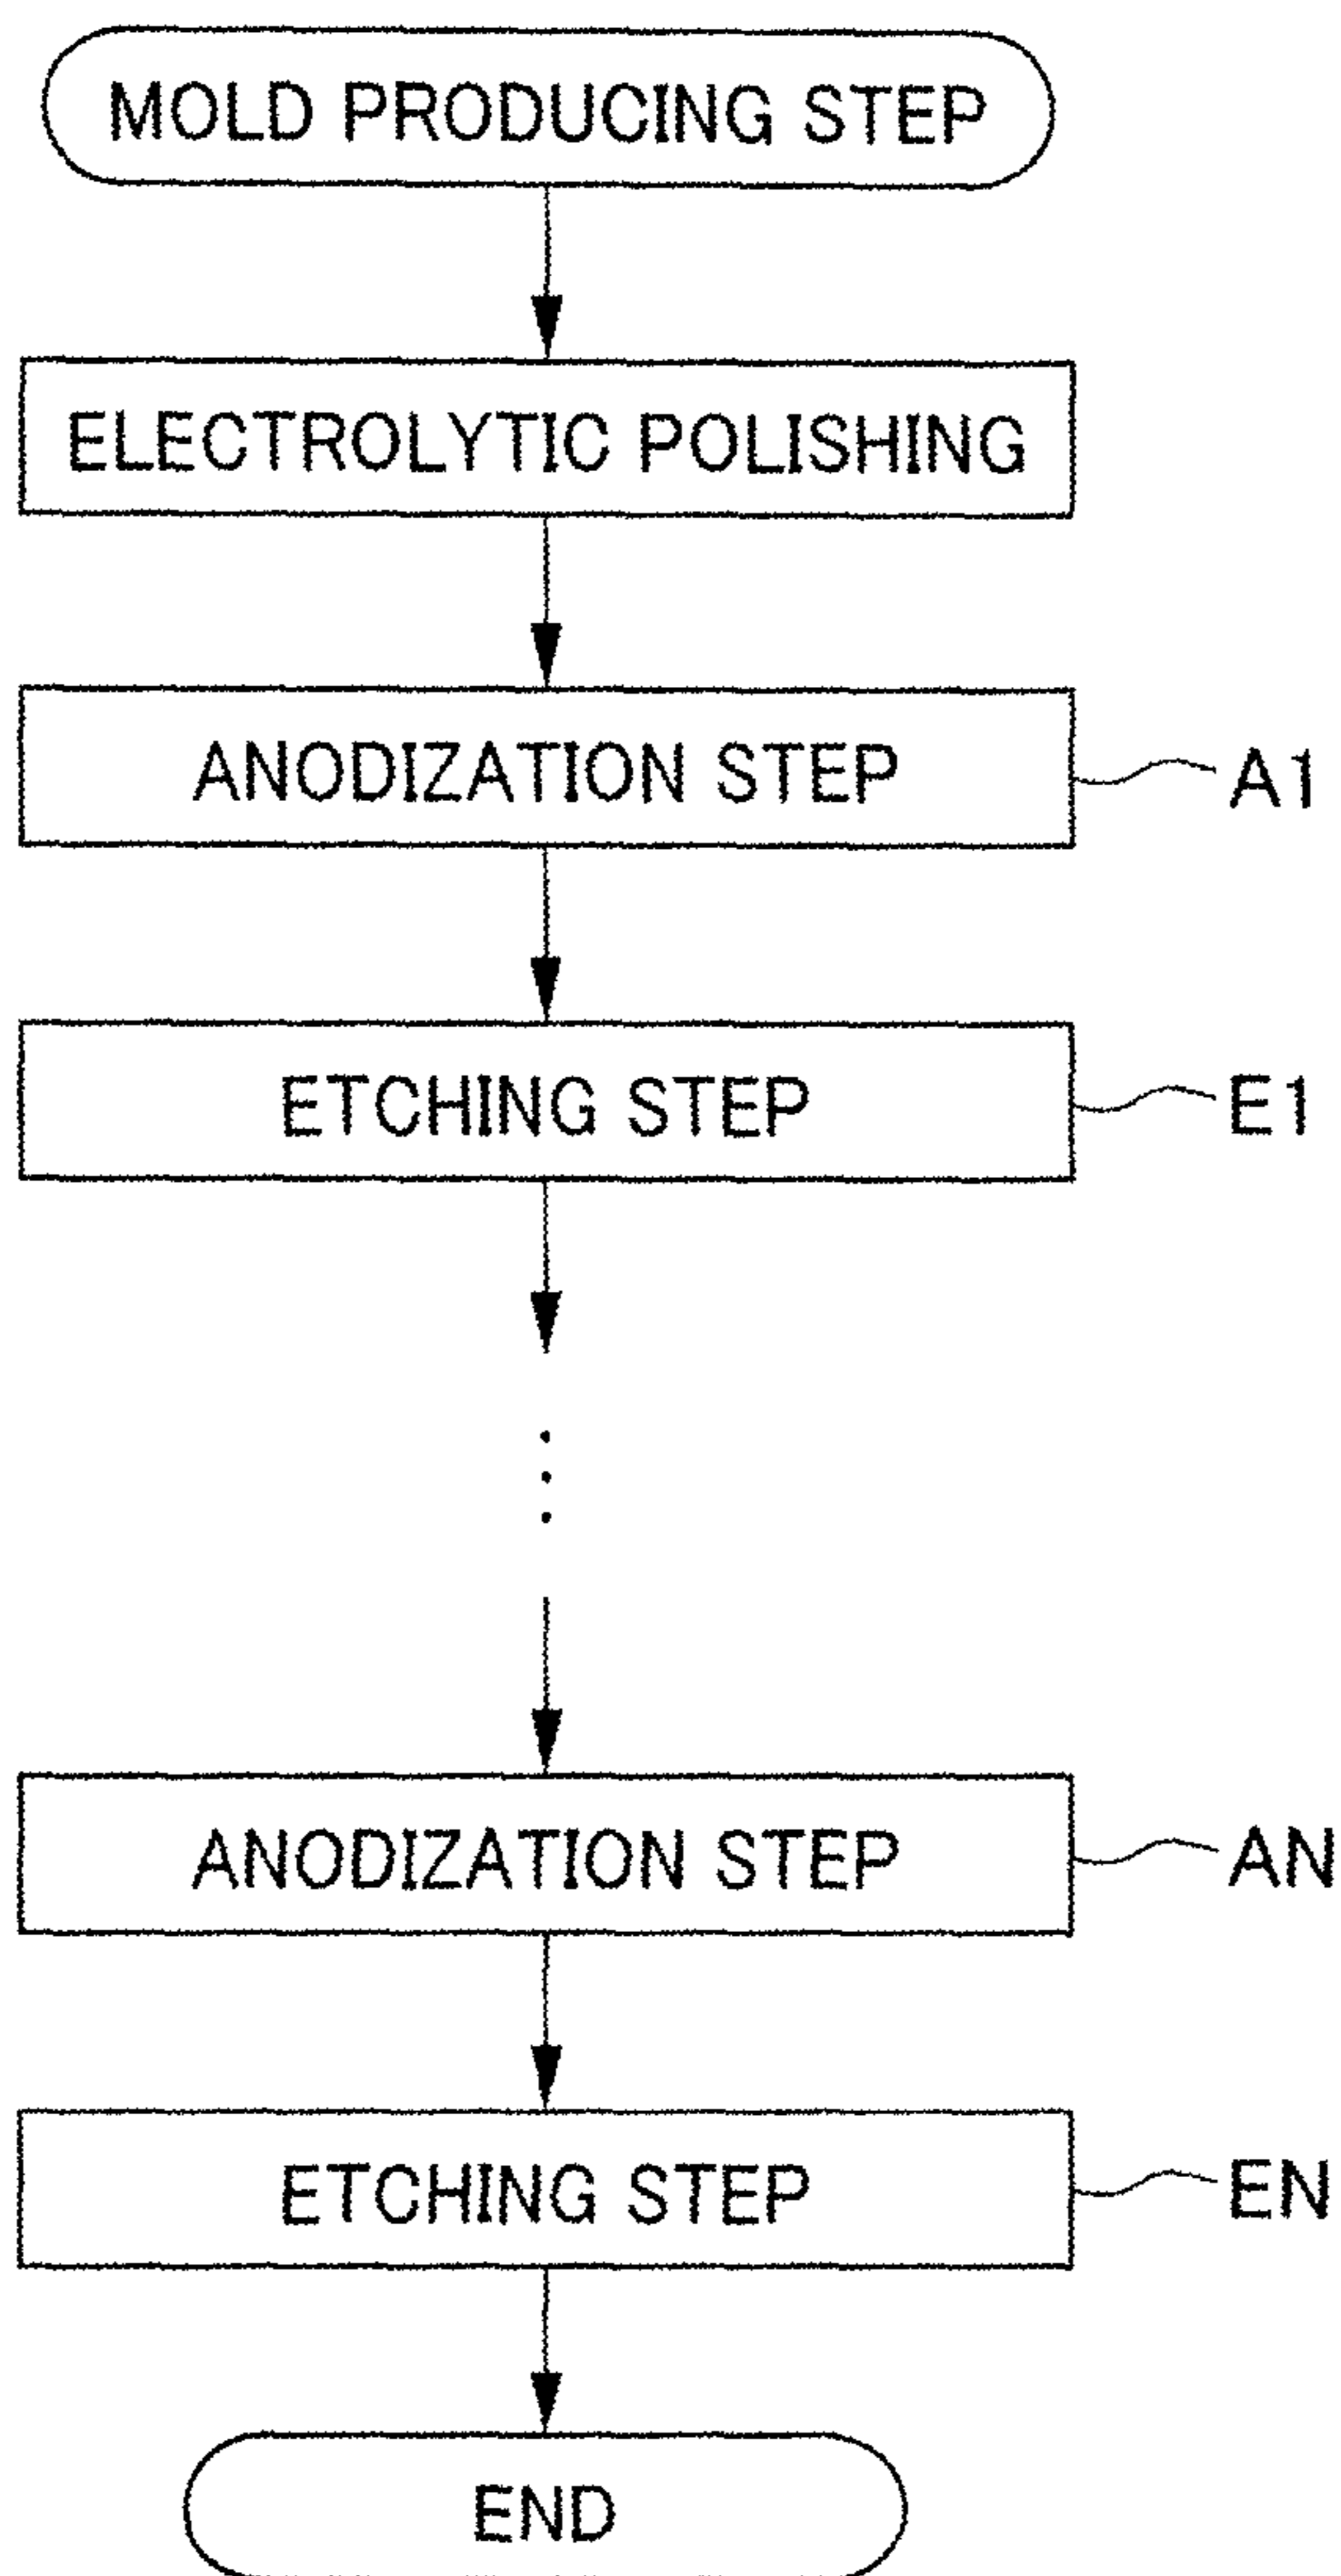 MOLD PRODUCING STEP
ELECTROLYTIC POLISHING
ANODIZATION STEP
A1
ETCHING STEP
E1
ANODIZATION STEP
AN
ETCHING STEP
EN
END